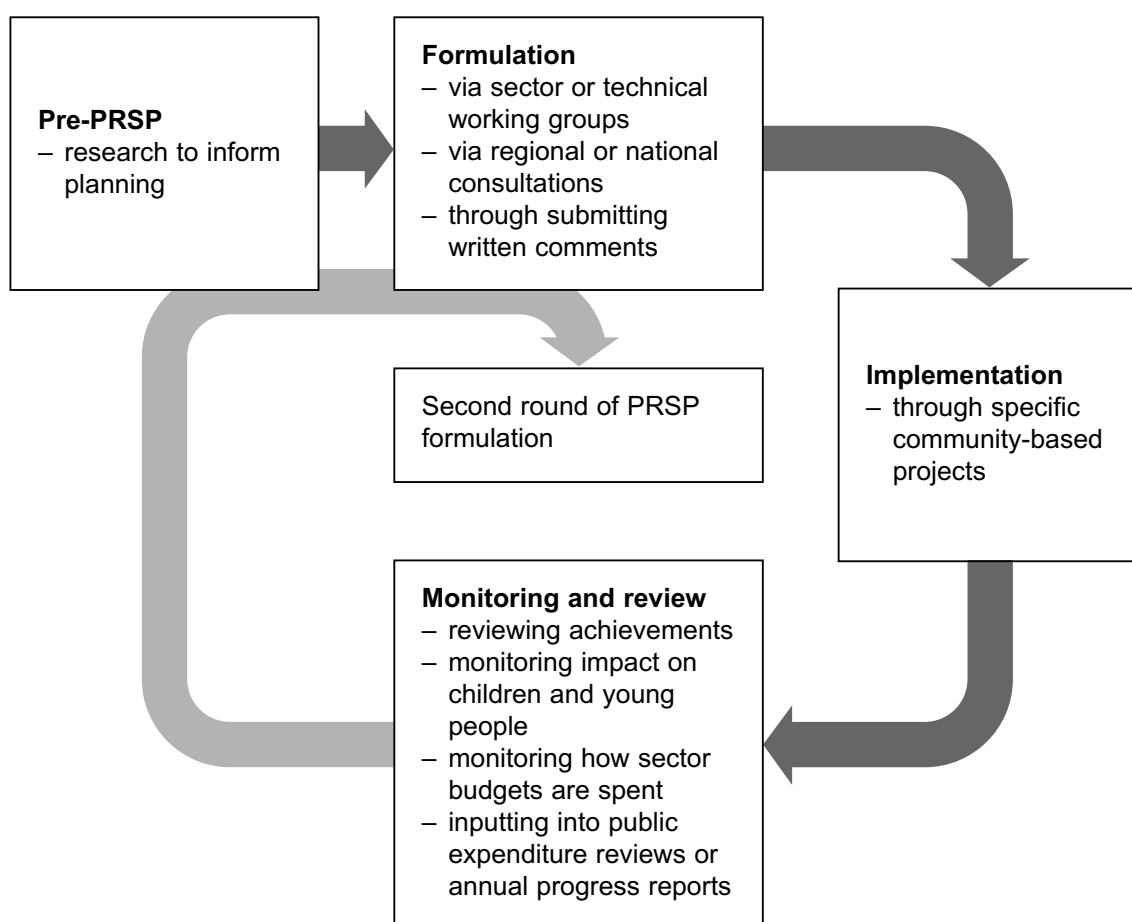 Pre-PRSP
– research to inform
planning
Formulation
– via sector or technical
working groups
– via regional or national
consultations
– through submitting
written comments
Implementation
– through specific
community-based
projects
Second round of PRSP
formulation
Monitoring and review
– reviewing achievements
– monitoring impact on
children and young
people
– monitoring how sector
budgets are spent
– inputting into public
expenditure reviews or
annual progress reports